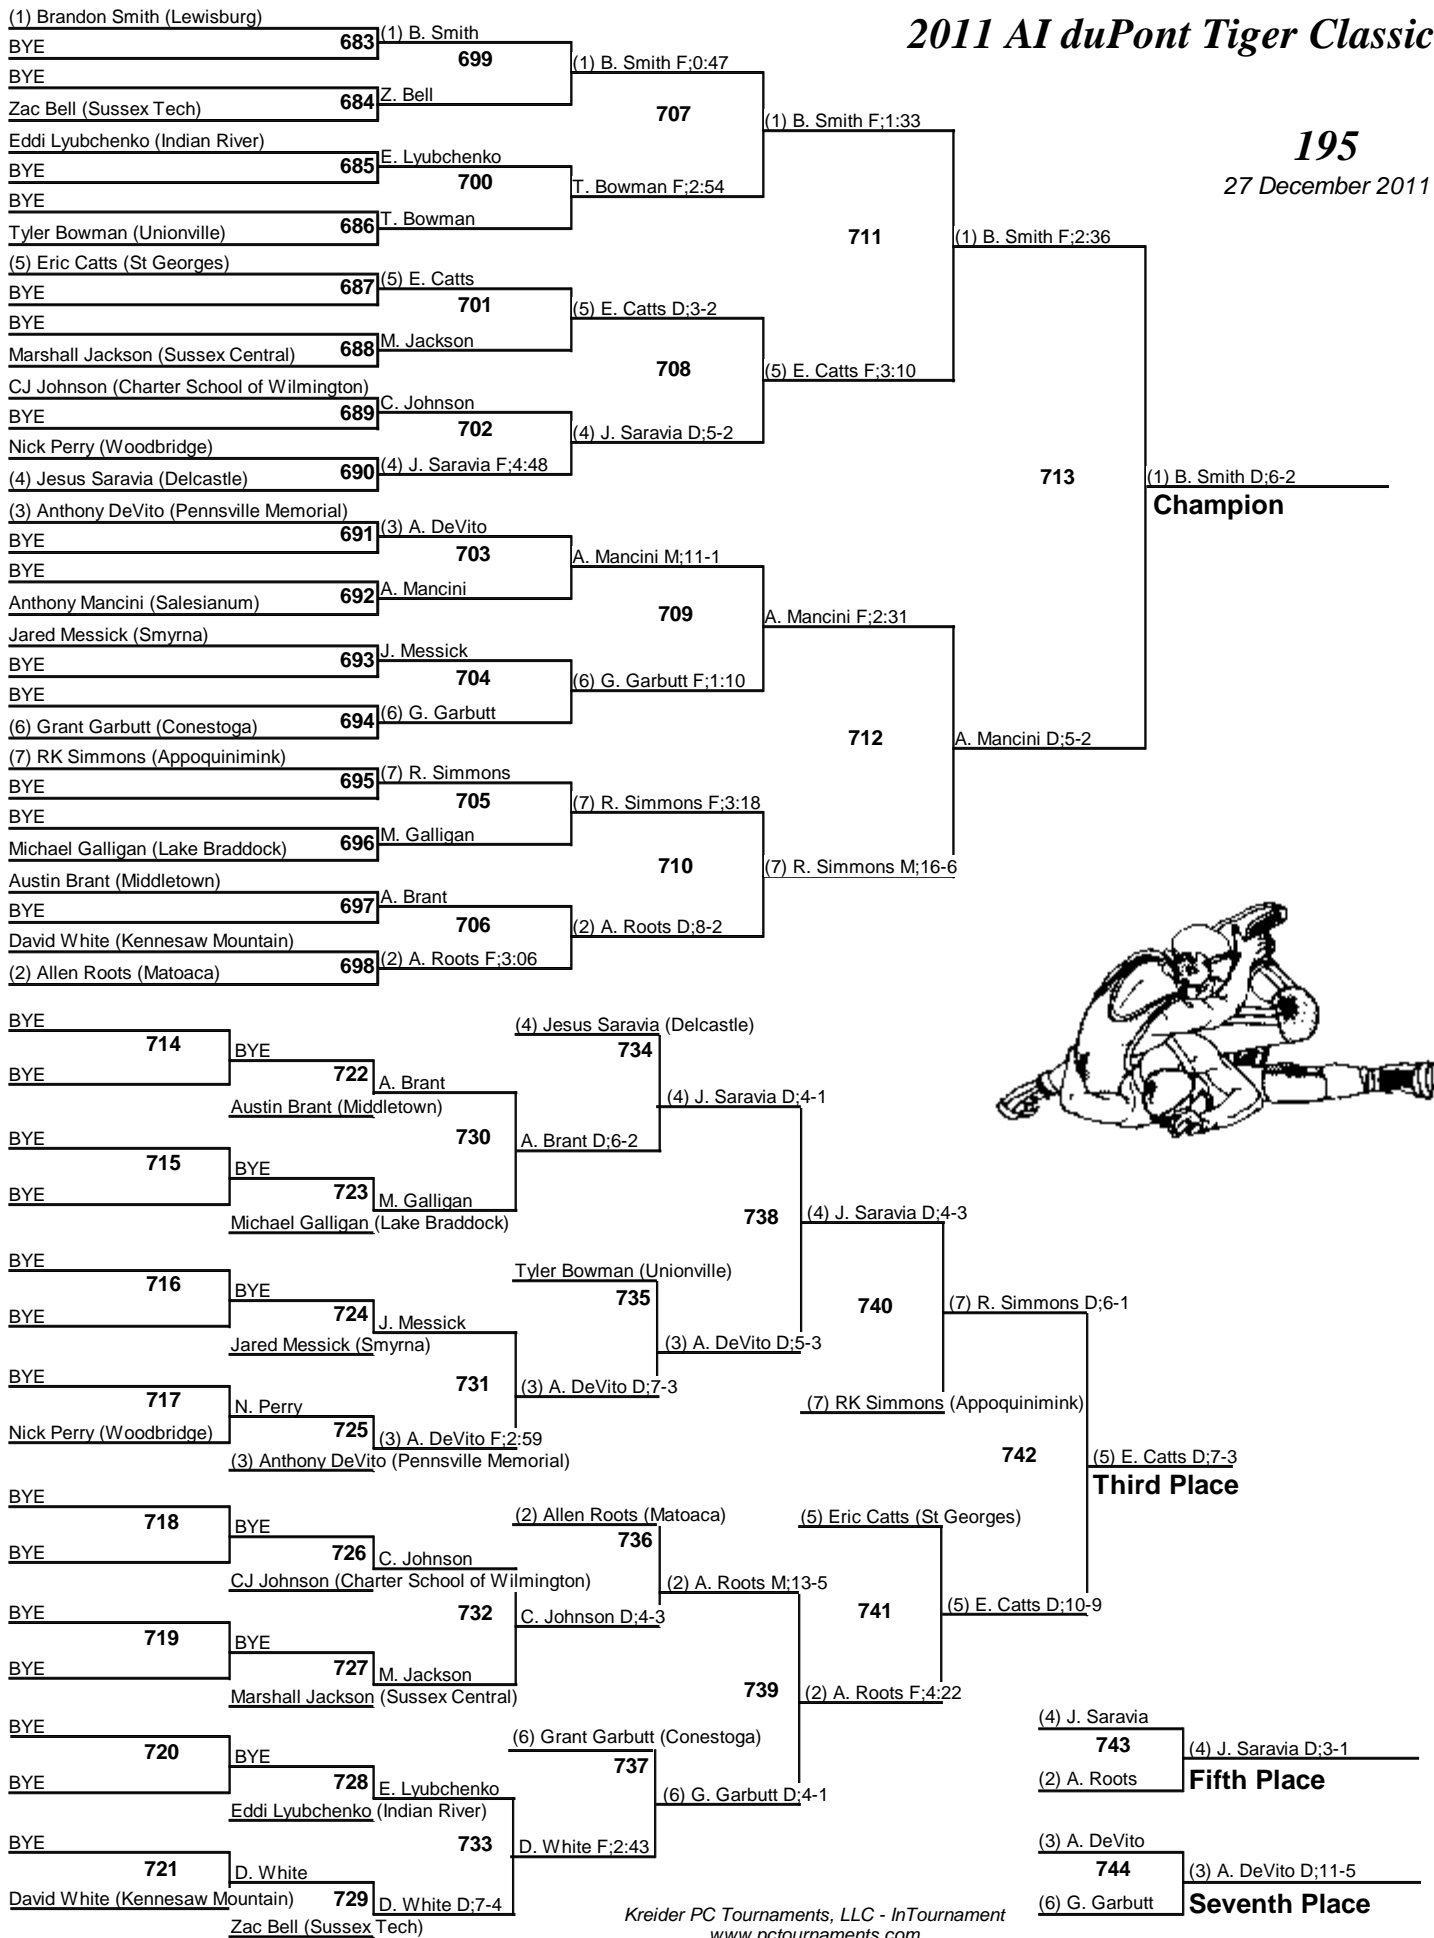 2011 AI duPont Tiger Classic
195
27 December 2011
(1) Brandon Smith (Lewisburg)
BYE
683
BYE
Zac Bell (Sussex Tech)
684
Eddi Lyubchenko (Indian River)
BYE
685
BYE
Tyler Bowman (Unionville)
686
(5) Eric Catts (St Georges)
BYE
687
BYE
Marshall Jackson (Sussex Central)
688
CJ Johnson (Charter School of Wilmington)
BYE
689
Nick Perry (Woodbridge)
(4) Jesus Saravia (Delcastle)
690
(3) Anthony DeVito (Pennsville Memorial)
BYE
691
BYE
Anthony Mancini (Salesianum)
692
Jared Messick (Smyrna)
BYE
693
BYE
(6) Grant Garbutt (Conestoga)
694
(7) RK Simmons (Appoquinimink)
BYE
695
BYE
Michael Galligan (Lake Braddock)
696
Austin Brant (Middletown)
BYE
697
David White (Kennesaw Mountain)
(2) Allen Roots (Matoaca)
698
(1) B. Smith
699
Z. Bell
E. Lyubchenko
700
T. Bowman
(5) E. Catts
701
M. Jackson
C. Johnson
702
(4) J. Saravia F;4:48
(3) A. DeVito
703
A. Mancini
J. Messick
704
(6) G. Garbutt
(7) R. Simmons
705
M. Galligan
A. Brant
706
(2) A. Roots F;3:06
(1) B. Smith F;0:47
707
T. Bowman F;2:54
(5) E. Catts D;3-2
708
(4) J. Saravia D;5-2
A. Mancini M;11-1
709
(6) G. Garbutt F;1:10
(7) R. Simmons F;3:18
710
(2) A. Roots D;8-2
(1) B. Smith F;1:33
711
(5) E. Catts F;3:10
A. Mancini F;2:31
712
(7) R. Simmons M;16-6
(1) B. Smith F;2:36
713
A. Mancini D;5-2
(1) B. Smith D;6-2
Champion
BYE
714
BYE
BYE
715
BYE
BYE
716
BYE
BYE
717
Nick Perry (Woodbridge)
BYE
718
BYE
BYE
719
BYE
BYE
720
BYE
BYE
721
David White (Kennesaw Mountain)
BYE
722
Austin Brant (Middletown)
BYE
723
Michael Galligan (Lake Braddock)
BYE
724
Jared Messick (Smyrna)
N. Perry
725
(3) Anthony DeVito (Pennsville Memorial)
BYE
726
CJ Johnson (Charter School of Wilmington)
BYE
727
Marshall Jackson (Sussex Central)
BYE
728
Eddi Lyubchenko (Indian River)
D. White
729
Zac Bell (Sussex Tech)
A. Brant
730
M. Galligan
J. Messick
731
(3) A. DeVito F;2:59
C. Johnson
732
M. Jackson
E. Lyubchenko
733
D. White D;7-4
(4) Jesus Saravia (Delcastle)
734
A. Brant D;6-2
Tyler Bowman (Unionville)
735
(3) A. DeVito D;7-3
(2) Allen Roots (Matoaca)
736
C. Johnson D;4-3
(6) Grant Garbutt (Conestoga)
737
D. White F;2:43
(4) J. Saravia D;4-1
738
(3) A. DeVito D;5-3
(2) A. Roots M;13-5
739
(6) G. Garbutt D;4-1
(4) J. Saravia D;4-3
740
(7) RK Simmons (Appoquinimink)
(5) Eric Catts (St Georges)
741
(2) A. Roots F;4:22
(7) R. Simmons D;6-1
742
(5) E. Catts D;10-9
(5) E. Catts D;7-3
Third Place
(4) J. Saravia
743
(2) A. Roots
(4) J. Saravia D;3-1
Fifth Place
(3) A. DeVito
744
(6) G. Garbutt
(3) A. DeVito D;11-5
Seventh Place
Kreider PC Tournaments, LLC - InTournament
www.pctournaments.com